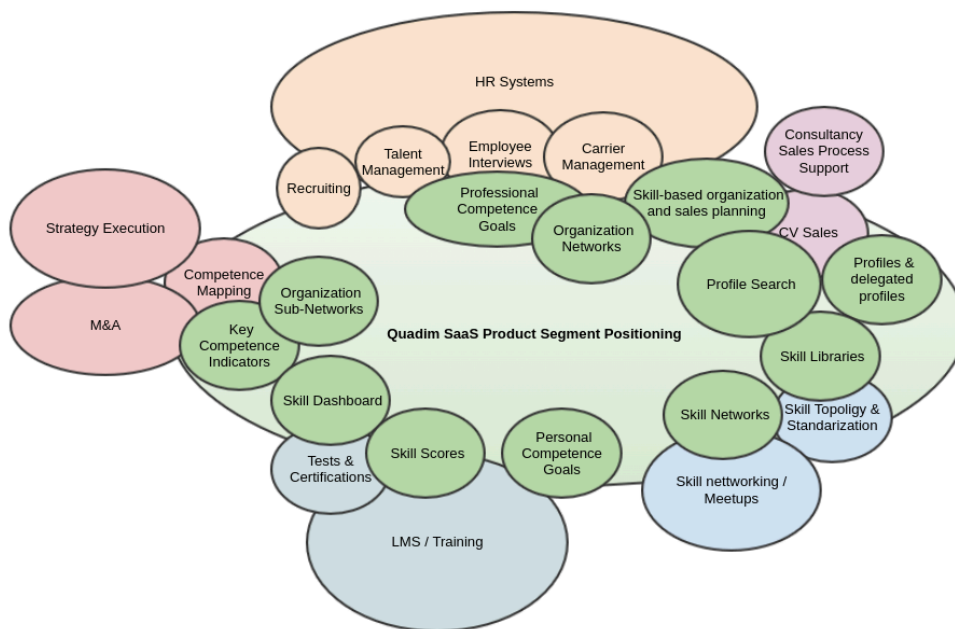 HR Systems
Consultancy
Sales Process
Support
Talent
Management
Employee
Interviews
Carrier
Management
Recruiting
Professional
Competence
Goals
Skill-based organization
and sales planning
Strategy Execution
Organization
Networks
CV Sales
Competence
Mapping
Organization
Sub-Networks
Profile Search
Profiles &
delegated
profiles
M&A
Key
Competence
Indicators
Quadim SaaS Product Segment Positioning
Skill Libraries
Skill Dashboard
Skill Networks
Skill Topoligy &
Standarization
Tests &
Certifications
Skill Scores
Personal
Competence
Goals
Skill nettworking /
Meetups
LMS / Training